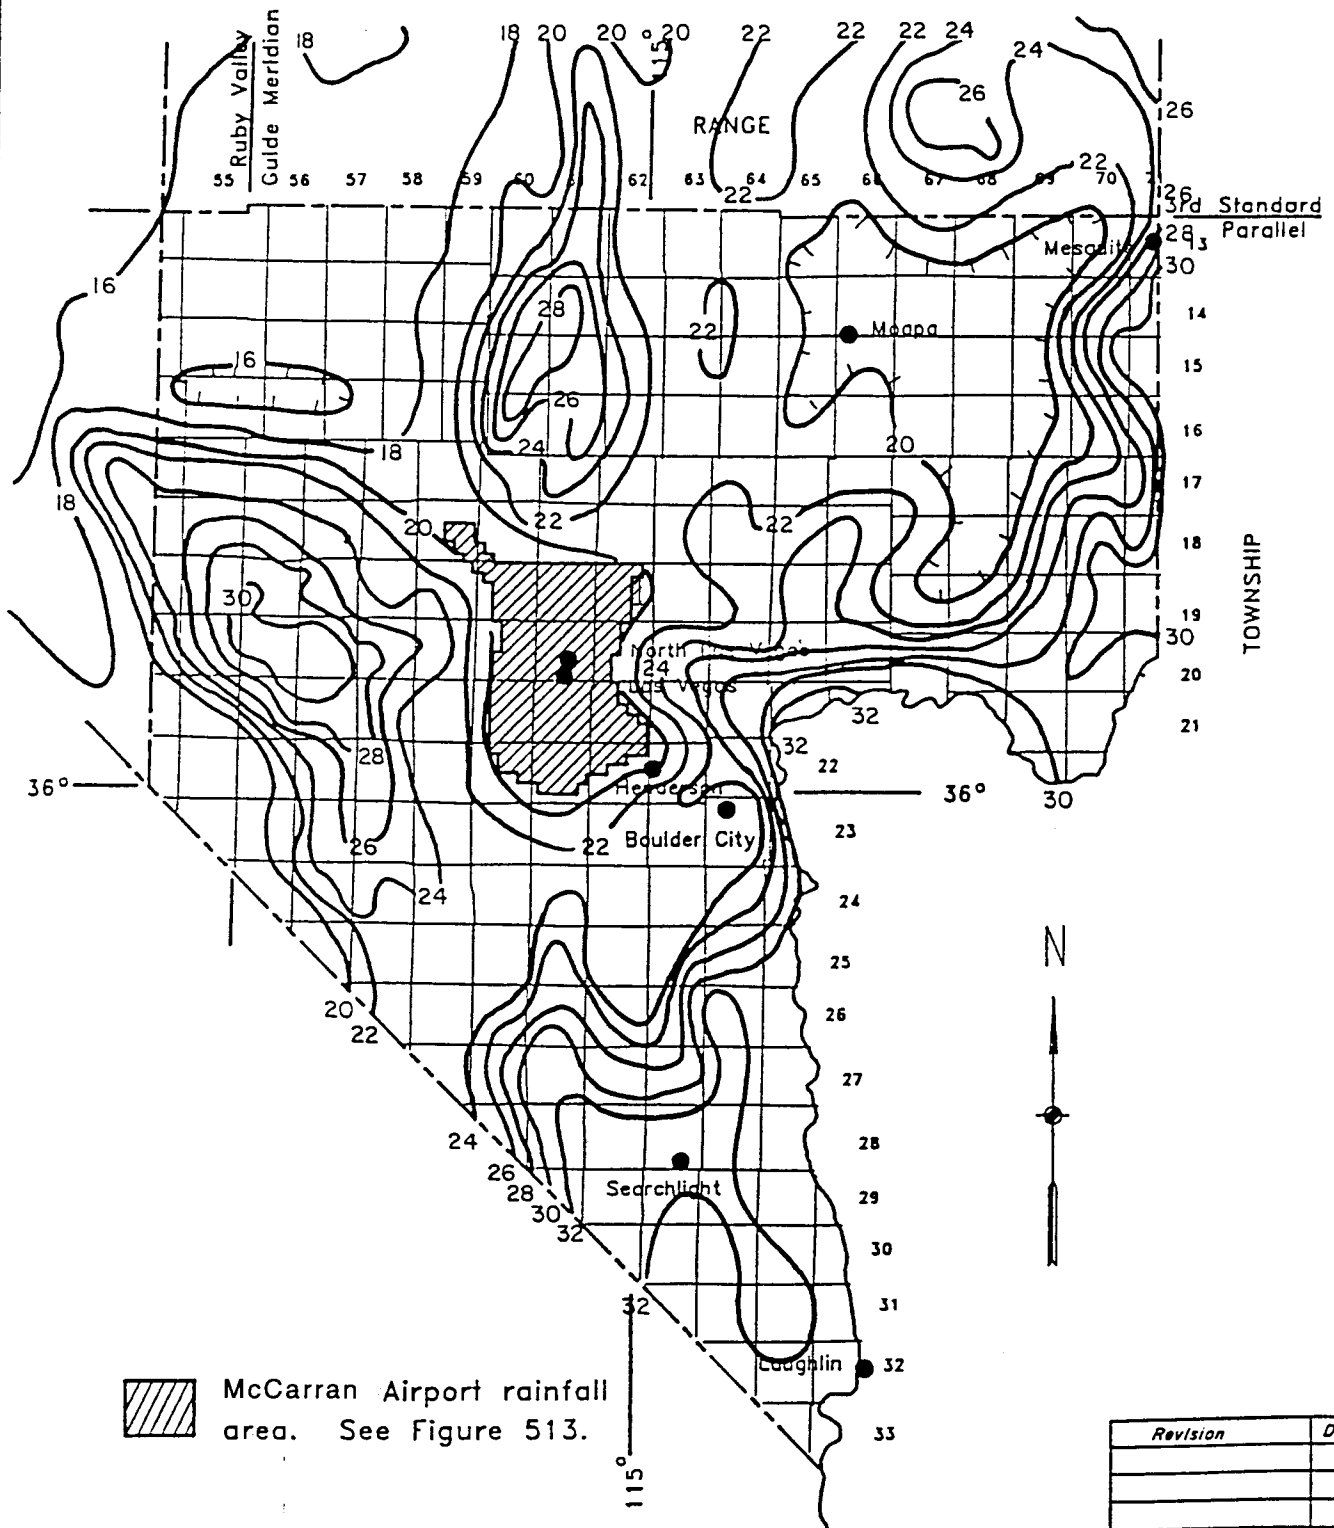 18 18 20 20 20 22 22 22 24 24
115°
Ruby Valley
Guide Meridian
26
RANGE
26
22
22
55 56 57 58 59 60 62 63 64 65 66 67 68 69 70
26
3rd Standard
Parallel
28
13
Mesquite
30
16
28
14
22
Moapa
16
15
26
16
18
24
20
18
17
22
22
20
18
TOWNSHIP
30
19
30
North Las Vegas
24
20
Las Vegas
32
21
28
32
22
36°
Henderson
36°
30
26
22
Boulder City
23
24
24
N
25
20
26
22
27
24
28
26
Searchlight
28
29
30
32
30
32
31
Laughlin
32
McCarran Airport rainfall
area. See Figure 513.
33
115°
Revision
D